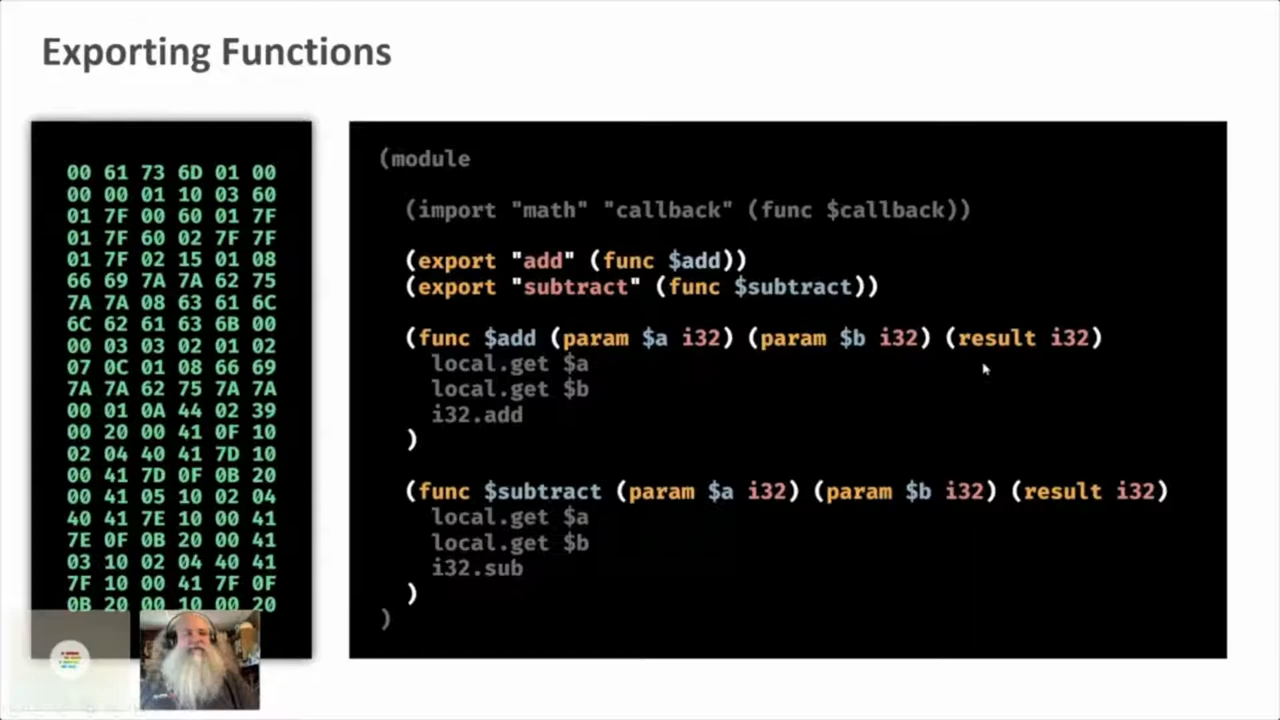 Exporting Functions
00 61 73 6D 01 00
00 00 01 10 03 60
01 7F 00 60 01 7F
01 7F 60 02 7F 7F
01 7F 02 15 01 08
66 69 7A 7A 62 75
7A 7A 08 63 61 6C
6C 62 61 63 6B 00
00 03 03 02 01 02
07 0C 01 08 66 69
7A 7A 62 75 7A 7A
00 01 0A 44 02 39
00 20 00 41 0F 10
02 04 40 41 7D 10
00 41 7D 0F 0B 20
00 41 05 10 02 04
40 41 7E 10 00 41
7E 0F 0B 20 00 41
03 10 02 04 40 41
7F 10 00 41 7F 0F
0B 20 00 10 00 20
(module
(import "math" "callback" (func $callback))
(export "add" (func $add))
(export "subtract" (func $subtract))
(func $add (param $a i32) (param $b i32) (result i32)
local.get $a
local.get $b
i32.add
)
(func $subtract (param $a i32) (param $b i32) (result i32)
local.get $a
local.get $b
i32.sub
)
)